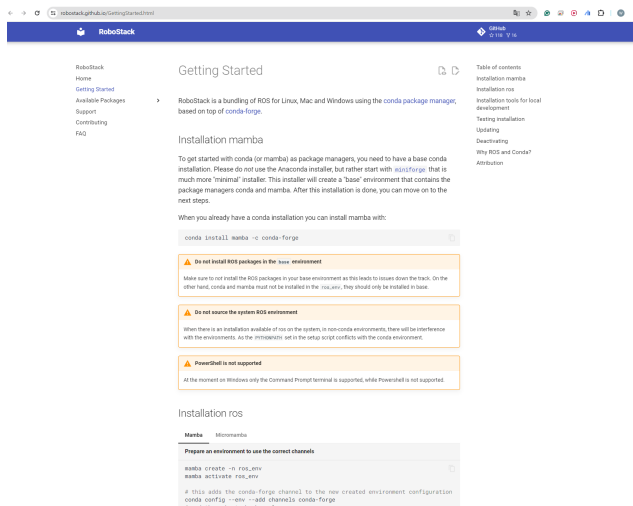 robostack.github.io/GettingStarted.html
RoboStack
GitHub
RoboStack
Home
Getting Started
Available Packages
Support
Contributing
FAQ
Getting Started
RoboStack is a bundling of ROS for Linux, Mac and Windows using the conda package manager,
based on top of conda-forge.
Installation mamba
To get started with conda (or mamba) as package managers, you need to have a base conda
installation. Please do not use the Anaconda installer, but rather start with miniforge that is
much more "minimal" installer. This installer will create a "base" environment that contains the
package managers conda and mamba. After this installation is done, you can move on to the
next steps.
When you already have a conda installation you can install mamba with:
conda install mamba -c conda-forge
Do not install ROS packages in the base environment
Make sure to not install the ROS packages in your base environment as this leads to issues down the track. On the
other hand, conda and mamba must not be installed in the ros_env, they should only be installed in base.
Do not source the system ROS environment
When there is an installation available of ros on the system, in non-conda environments, there will be interference
with the environments. As the PYTHONPATH set in the setup script conflicts with the conda environment.
PowerShell is not supported
At the moment on Windows only the Command Prompt terminal is supported, while Powershell is not supported.
Installation ros
Mamba Micromamba
Prepare an environment to use the correct channels
mamba create -n ros_env
mamba activate ros_env
# this adds the conda-forge channel to the new created environment configuration
conda config --env --add channels conda-forge
Table of contents
Installation mamba
Installation ros
Installation tools for local
development
Testing installation
Updating
Deactivating
Why ROS and Conda?
Attribution